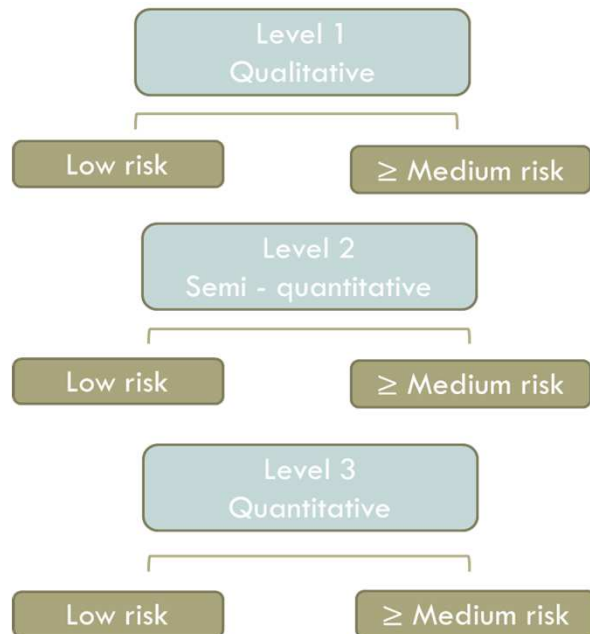 Level 1
Qualitative
Low risk
≥ Medium risk
Level 2
Semi - quantitative
Low risk
≥ Medium risk
Level 3
Quantitative
Low risk
≥ Medium risk